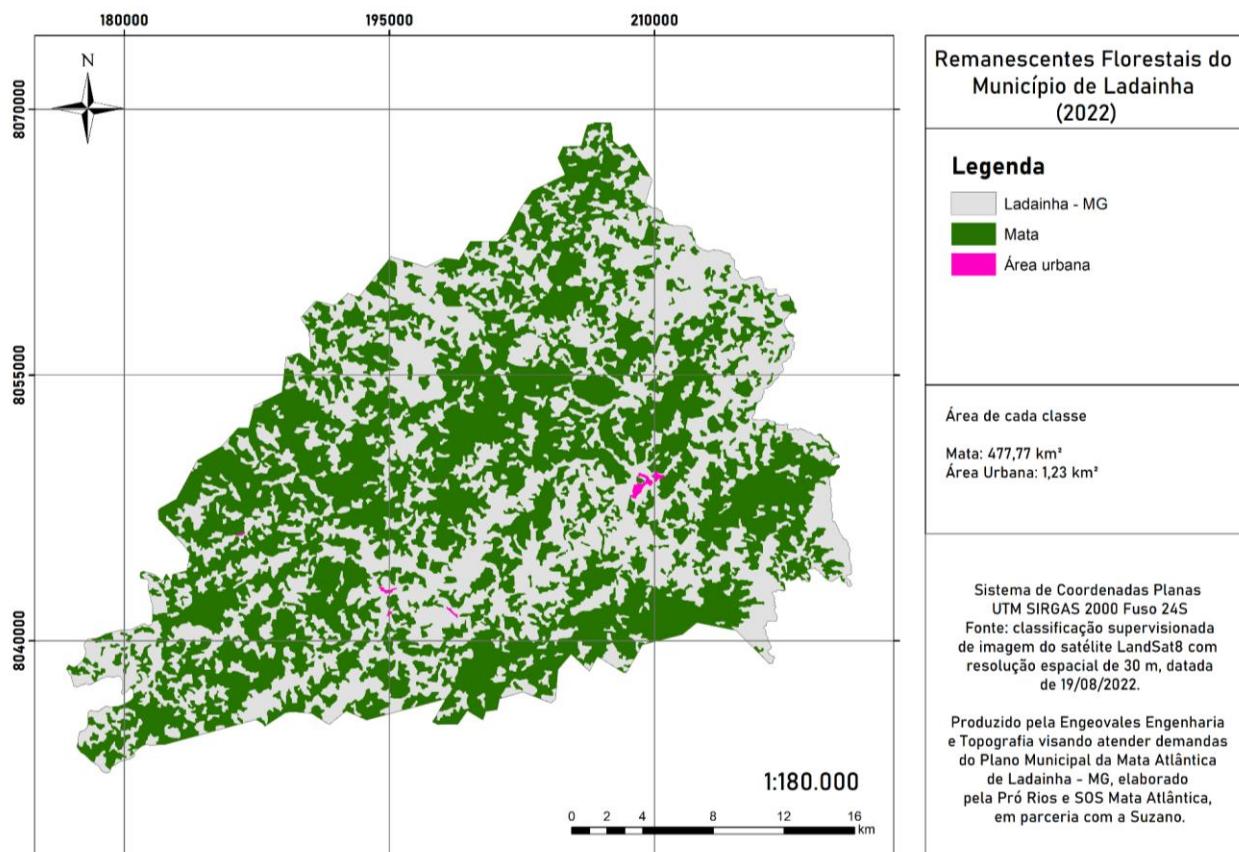 180000
195000
210000
N
8070000
8055000
8040000
1:180.000
0 2 4 8 12 16
km
Remanescentes Florestais do
Município de Ladainha
(2022)
Legenda
Ladainha - MG
Mata
Área urbana
Área de cada classe
Mata: 477,77 km²
Área Urbana: 1,23 km²
Sistema de Coordenadas Planas
UTM SIRGAS 2000 Fuso 24S
Fonte: classificação supervisionada
de imagem do satélite LandSat8 com
resolução espacial de 30 m, datada
de 19/08/2022.
Produzido pela Engeovales Engenharia
e Topografia visando atender demandas
do Plano Municipal da Mata Atlântica
de Ladainha - MG, elaborado
pela Pró Rios e SOS Mata Atlântica,
em parceria com a Suzano.